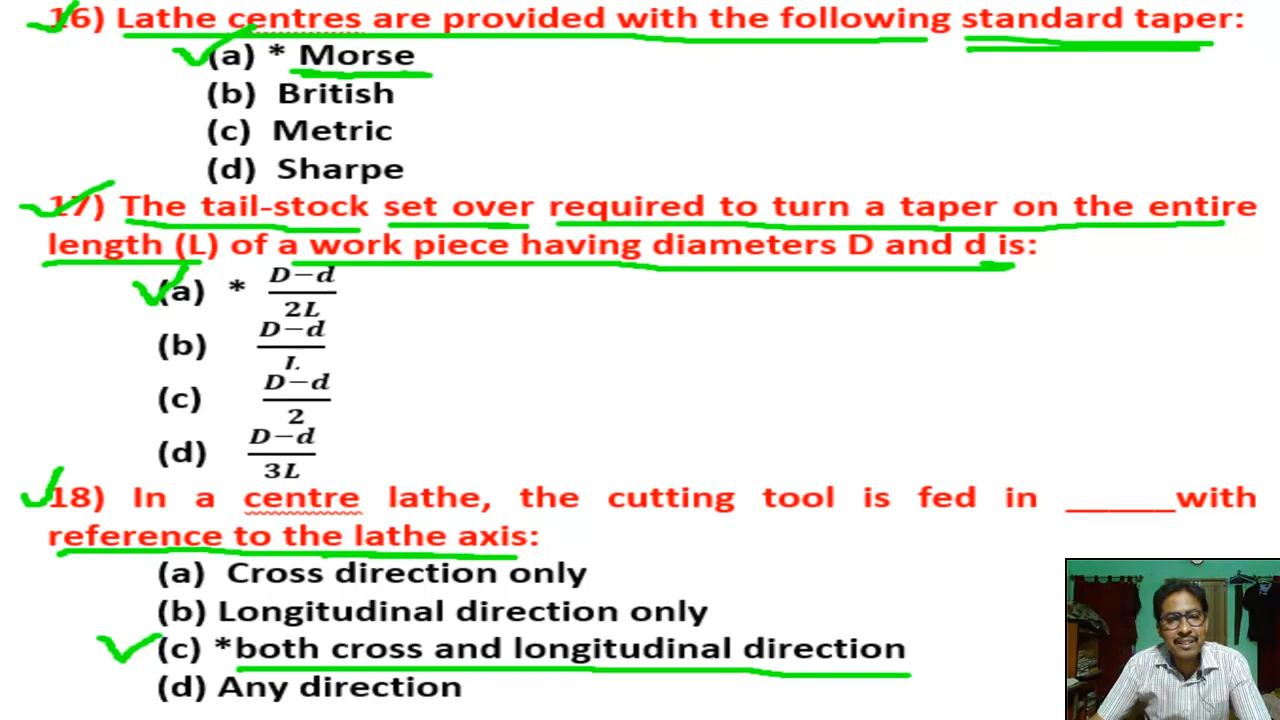 16) Lathe centres are provided with the following standard taper:
(a) * Morse
(b) British
(c) Metric
(d) Sharpe
17) The tail-stock set over required to turn a taper on the entire
length (L) of a work piece having diameters D and d is:
(a) * D−d / 2L
(b) D−d / L
(c) D−d / 2
(d) D−d / 3L
18) In a centre lathe, the cutting tool is fed in ______with
reference to the lathe axis:
(a) Cross direction only
(b) Longitudinal direction only
(c) *both cross and longitudinal direction
(d) Any direction